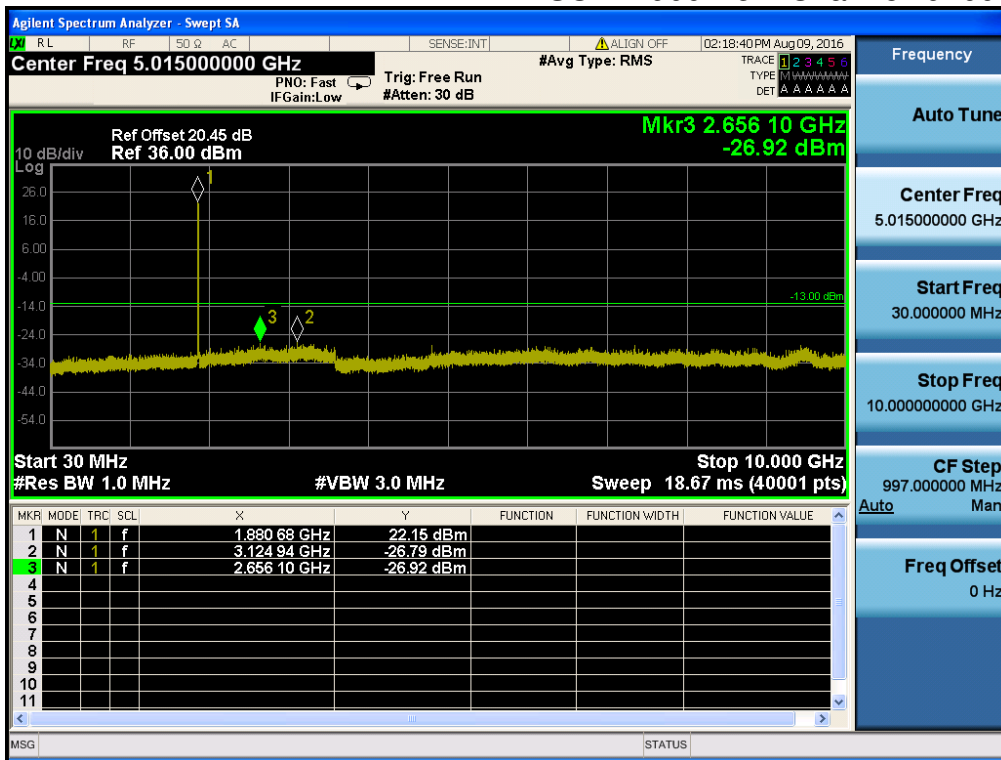 Agilent Spectrum Analyzer - Swept SA
LXI RL RF 50 Ω AC SENSE:INT ALIGN OFF 02:18:40 PM Aug 09, 2016
Center Freq 5.015000000 GHz #Avg Type: RMS TRACE 1 2 3 4 5 6
PNO: Fast Trig: Free Run TYPE M W W W W W
IFGain:Low #Atten: 30 dB DET A A A A A A
Mkr3 2.656 10 GHz
Ref Offset 20.45 dB
10 dB/div Ref 36.00 dBm -26.92 dBm
Log
1
26.0
16.0
6.00
-4.00
-13.00 dBm
-14.0
3 2
-24.0
-34.0
-44.0
-54.0
Start 30 MHz Stop 10.000 GHz
#Res BW 1.0 MHz #VBW 3.0 MHz Sweep 18.67 ms (40001 pts)
MKR MODE TRC SCL X Y FUNCTION FUNCTION WIDTH FUNCTION VALUE
1 N 1 f 1.880 68 GHz 22.15 dBm
2 N 1 f 3.124 94 GHz -26.79 dBm
3 N 1 f 2.656 10 GHz -26.92 dBm
4
5
6
7
8
9
10
11
MSG STATUS
Frequency
Auto Tune
Center Freq
5.015000000 GHz
Start Freq
30.000000 MHz
Stop Freq
10.000000000 GHz
CF Step
997.000000 MHz
Auto Man
Freq Offset
0 Hz